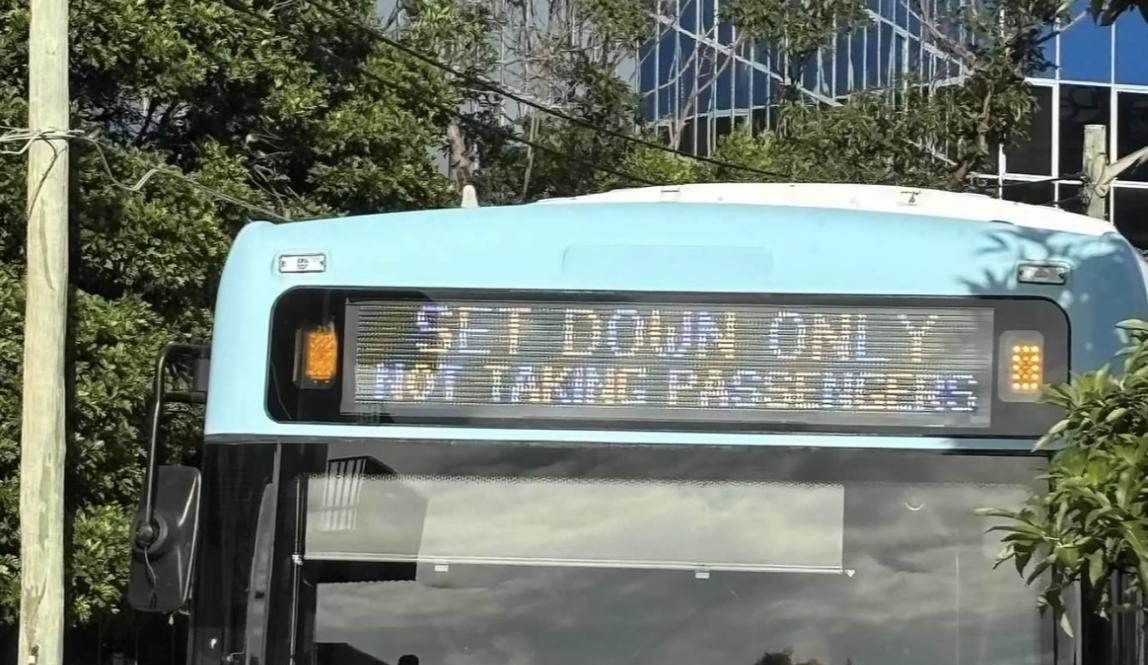 SET DOWN ONLY
NOT TAKING PASSENGERS